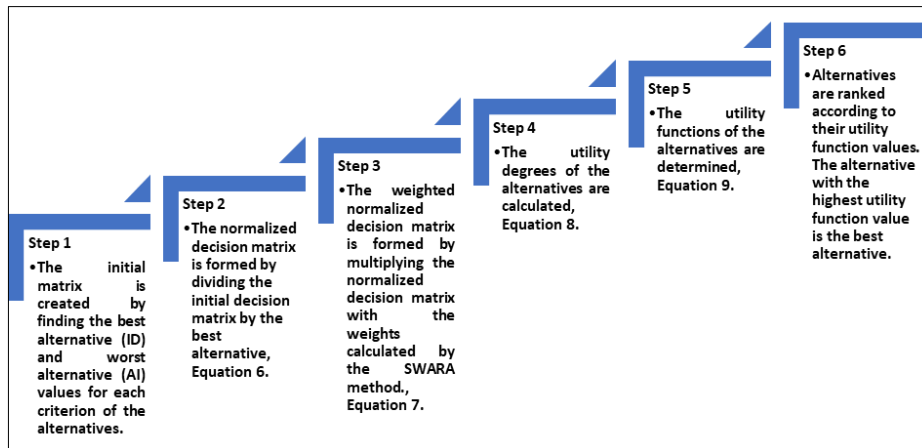 Step 1
•The initial
matrix is
created by
finding the best
alternative (ID)
and worst
alternative (AI)
values for each
criterion of the
alternatives.
Step 2
•The normalized
decision matrix
is formed by
dividing the
initial decision
matrix by the
best
alternative,
Equation 6.
Step 3
•The weighted
normalized
decision matrix
is formed by
multiplying the
normalized
decision matrix
with the
weights
calculated by
the SWARA
method.,
Equation 7.
Step 4
•The utility
degrees of the
alternatives are
calculated,
Equation 8.
Step 5
•The utility
functions of the
alternatives are
determined,
Equation 9.
Step 6
•Alternatives
are ranked
according to
their utility
function values.
The alternative
with the
highest utility
function value
is the best
alternative.